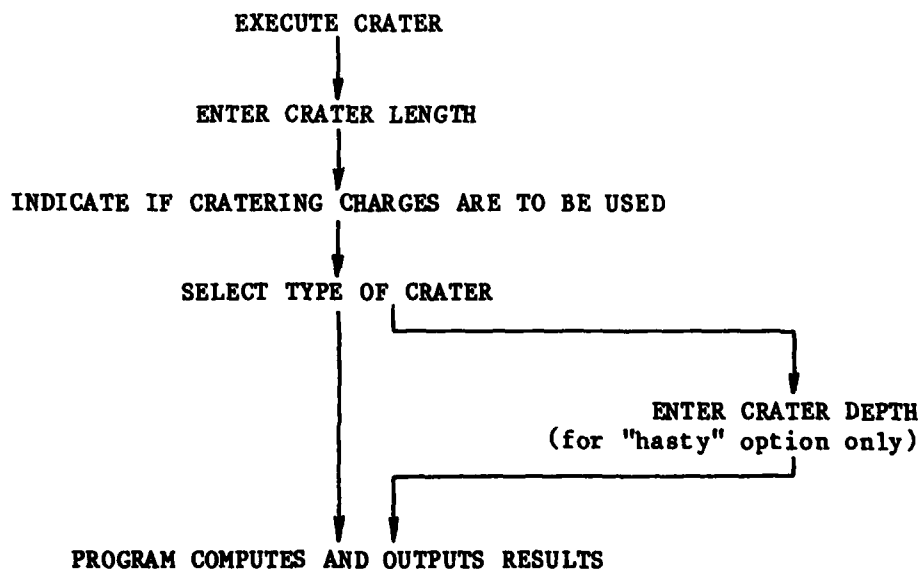 EXECUTE CRATER
ENTER CRATER LENGTH
INDICATE IF CRATERING CHARGES ARE TO BE USED
SELECT TYPE OF CRATER
ENTER CRATER DEPTH
(for "hasty" option only)
PROGRAM COMPUTES AND OUTPUTS RESULTS